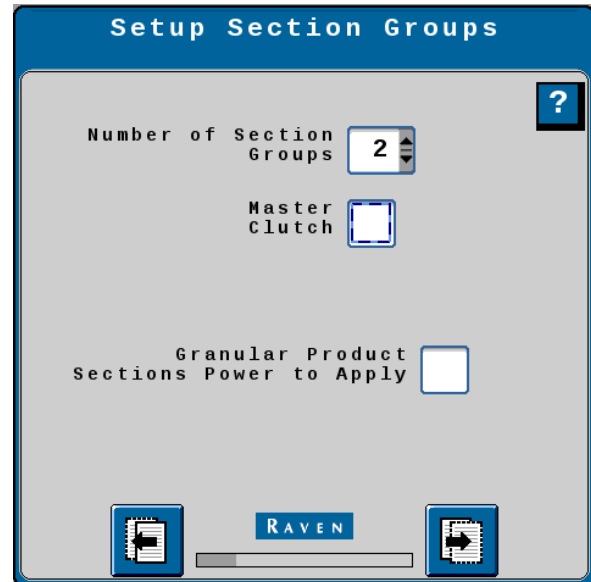 Setup Section Groups
?
Number of Section
Groups
2
Master
Clutch
Granular Product
Sections Power to Apply
RAVEN